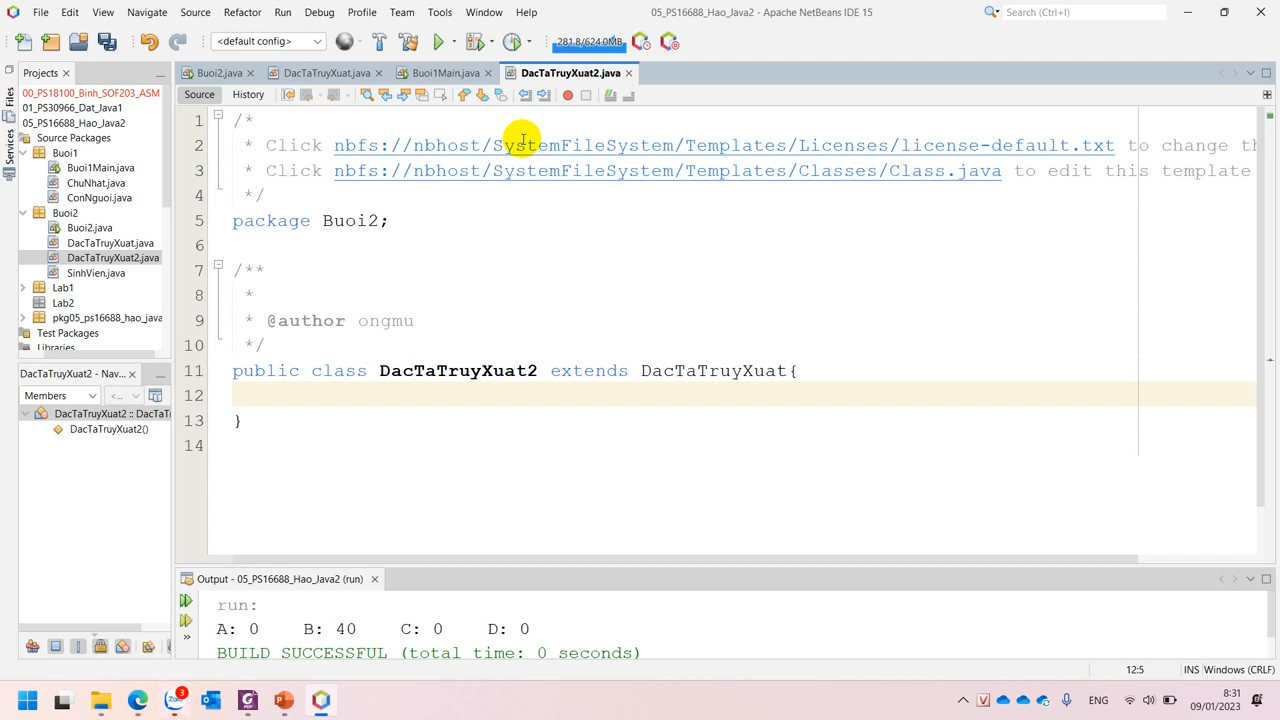 File Edit View Navigate Source Refactor Run Debug Profile Team Tools Window Help 05_PS16688_Hao_Java2 - Apache NetBeans IDE 15 Search (Ctrl+I)
<default config> 281.8/624.0MB
Projects
Files
Services
00_PS18100_Binh_SOF203_ASM
01_PS30966_Dat_Java1
05_PS16688_Hao_Java2
Source Packages
Buoi1
Buoi1Main.java
ChuNhat.java
ConNguoi.java
Buoi2
Buoi2.java
DacTaTruyXuat.java
DacTaTruyXuat2.java
SinhVien.java
Lab1
Lab2
pkg05_ps16688_hao_java
Test Packages
Libraries
DacTaTruyXuat2 - Nav...
Members <...
DacTaTruyXuat2 :: DacTaT
DacTaTruyXuat2()
Buoi2.java DacTaTruyXuat.java Buoi1Main.java DacTaTruyXuat2.java
Source History
1 /*
2 * Click nbfs://nbhost/SystemFileSystem/Templates/Licenses/license-default.txt to change th
3 * Click nbfs://nbhost/SystemFileSystem/Templates/Classes/Class.java to edit this template
4 */
5 package Buoi2;
6
7 /**
8 *
9 * @author ongmu
10 */
11 public class DacTaTruyXuat2 extends DacTaTruyXuat{
12
13 }
14
Output - 05_PS16688_Hao_Java2 (run)
run:
A: 0 B: 40 C: 0 D: 0
BUILD SUCCESSFUL (total time: 0 seconds)
12:5 INS Windows (CRLF)
Zalo 3 ENG 8:31
09/01/2023